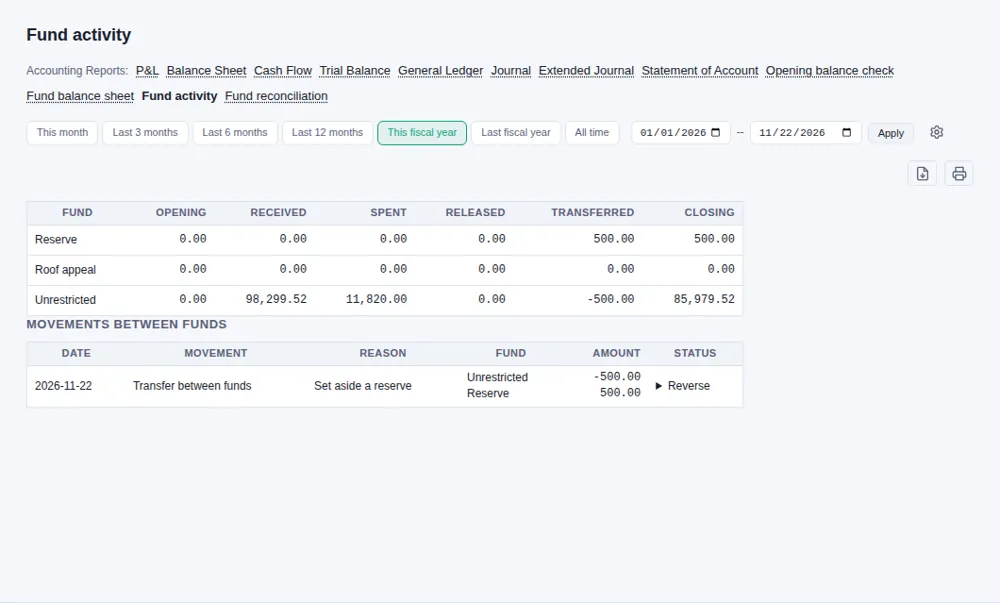 Fund activity
Accounting Reports: P&L Balance Sheet Cash Flow Trial Balance General Ledger Journal Extended Journal Statement of Account Opening balance check
Fund balance sheet Fund activity Fund reconciliation
This month Last 3 months Last 6 months Last 12 months This fiscal year Last fiscal year All time 01/01/2026 -- 11/22/2026 Apply
FUND OPENING RECEIVED SPENT RELEASED TRANSFERRED CLOSING
Reserve 0.00 0.00 0.00 0.00 500.00 500.00
Roof appeal 0.00 0.00 0.00 0.00 0.00 0.00
Unrestricted 0.00 98,299.52 11,820.00 0.00 -500.00 85,979.52
MOVEMENTS BETWEEN FUNDS
DATE MOVEMENT REASON FUND AMOUNT STATUS
2026-11-22 Transfer between funds Set aside a reserve Unrestricted -500.00 Reverse
Reserve 500.00